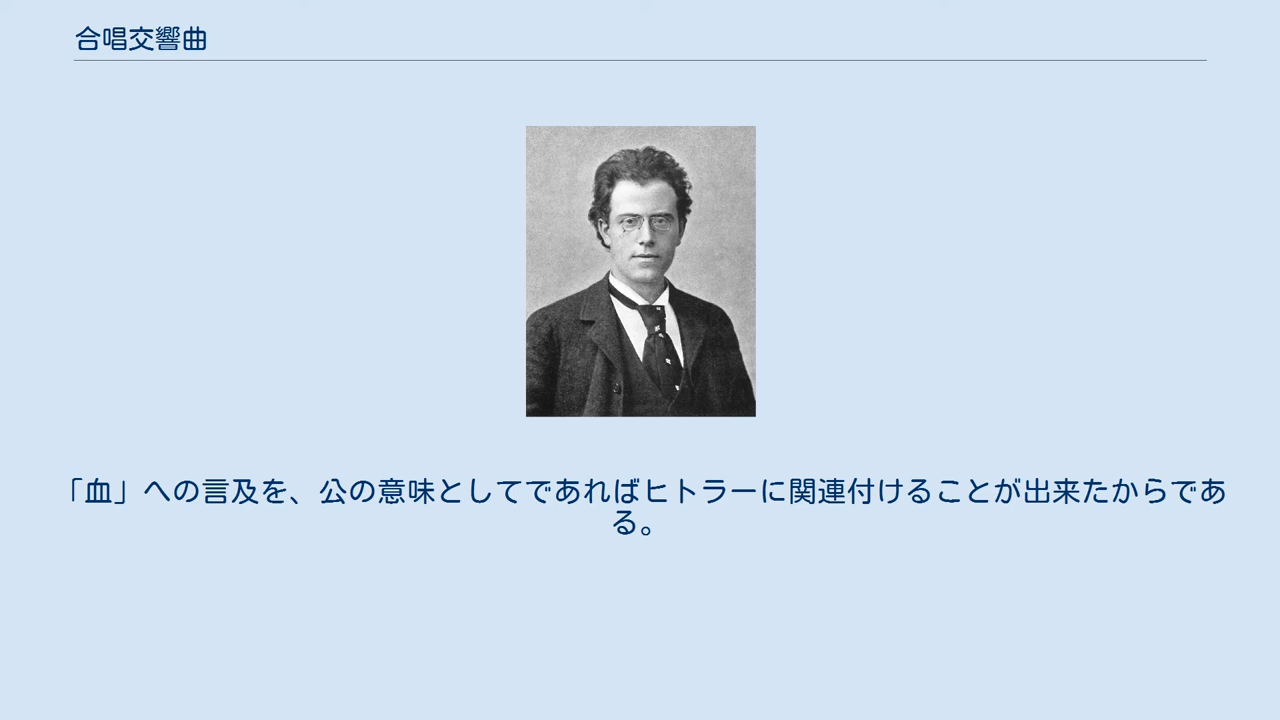 合唱交響曲
「血」への言及を、公の意味としてであればヒトラーに関連付けることが出来たからであ
る。